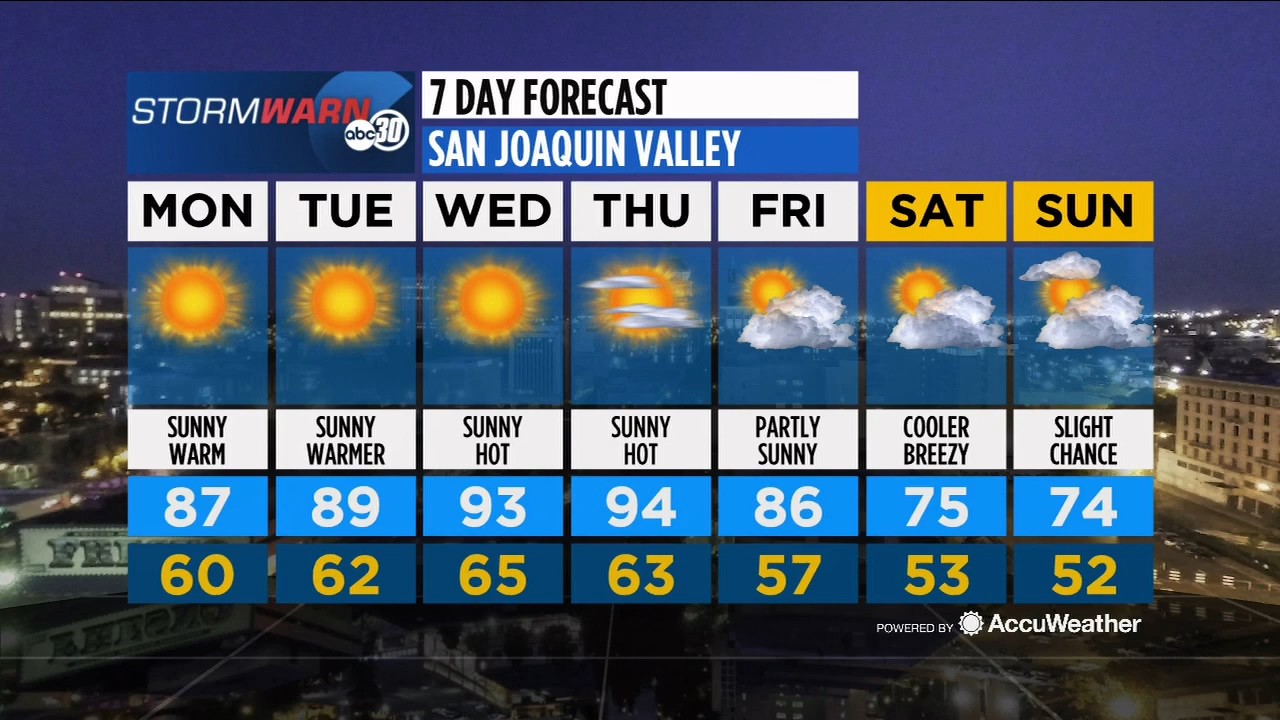 STORMWARN
abc30
7 DAY FORECAST
SAN JOAQUIN VALLEY
MON TUE WED THU FRI SAT SUN
SUNNY SUNNY SUNNY SUNNY PARTLY COOLER SLIGHT
WARM WARMER HOT HOT SUNNY BREEZY CHANCE
87 89 93 94 86 75 74
60 62 65 63 57 53 52
POWERED BY AccuWeather